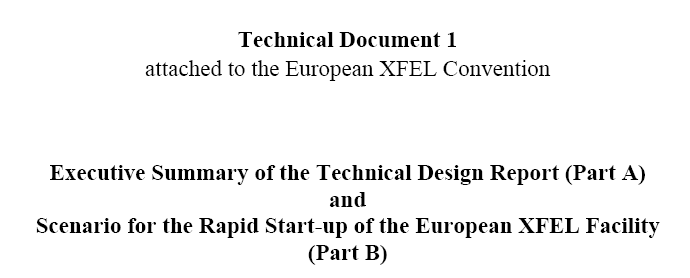 Technical Document 1
attached to the European XFEL Convention
Executive Summary of the Technical Design Report (Part A)
and
Scenario for the Rapid Start-up of the European XFEL Facility
(Part B)